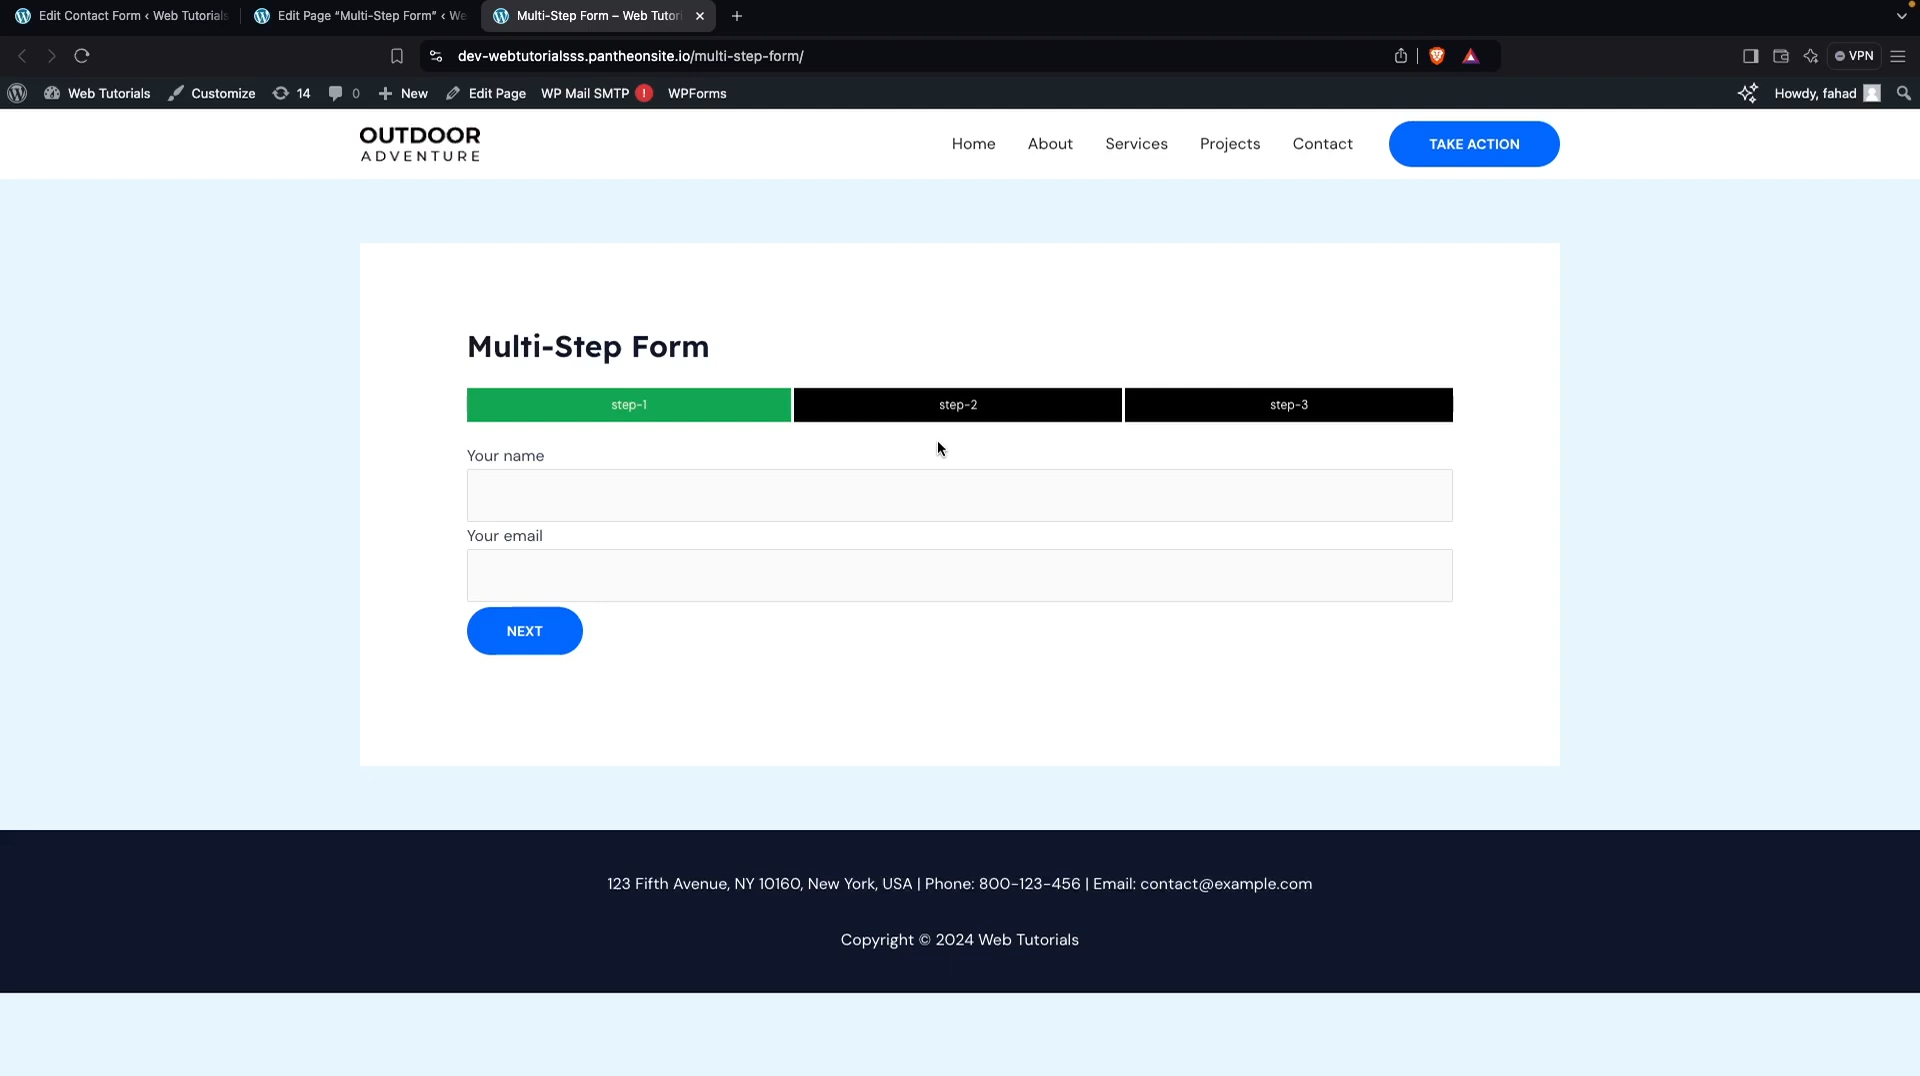 Edit Contact Form ‹ Web Tutorials
Edit Page “Multi-Step Form” ‹ We
Multi-Step Form – Web Tutori
dev-webtutorialsss.pantheonsite.io/multi-step-form/
VPN
Web Tutorials
Customize
14
0
New
Edit Page
WP Mail SMTP !
WPForms
Howdy, fahad
OUTDOOR
ADVENTURE
Home
About
Services
Projects
Contact
TAKE ACTION
Multi-Step Form
step-1
step-2
step-3
Your name
Your email
NEXT
123 Fifth Avenue, NY 10160, New York, USA | Phone: 800-123-456 | Email: contact@example.com
Copyright © 2024 Web Tutorials